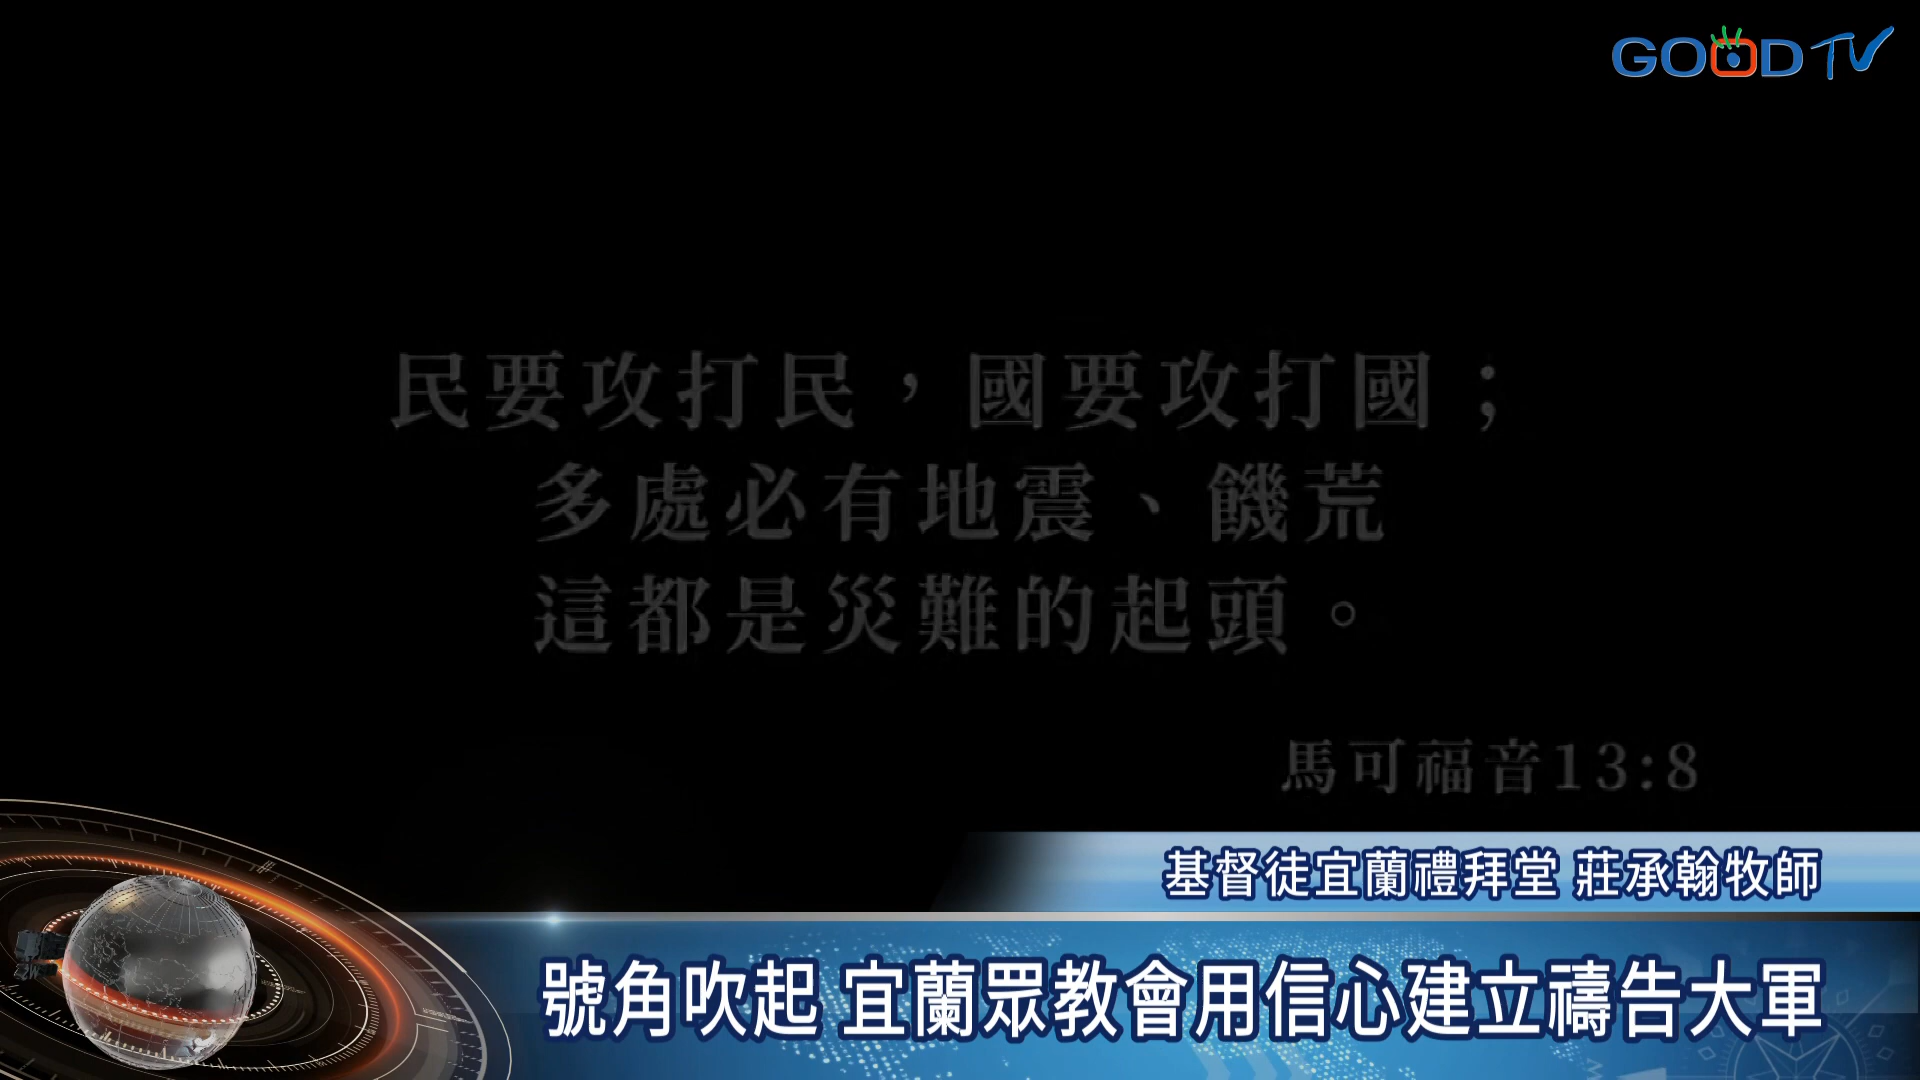 GOOD TV
民要攻打民，國要攻打國；
多處必有地震、饑荒
這都是災難的起頭。
馬可福音13:8
基督徒宜蘭禮拜堂 莊承翰牧師
號角吹起 宜蘭眾教會用信心建立禱告大軍